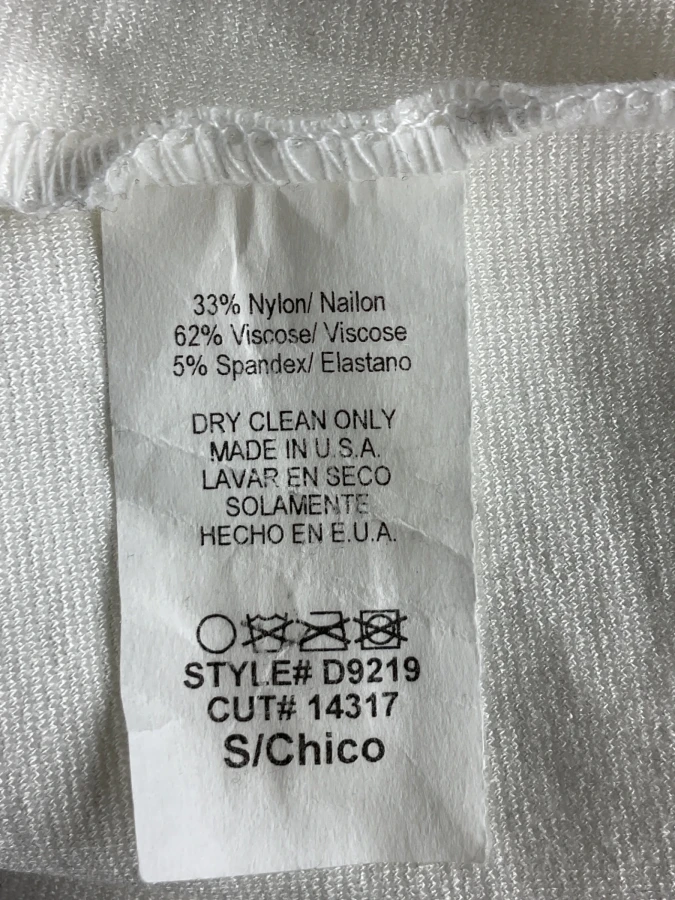 33% Nylon/ Nailon
62% Viscose/ Viscose
5% Spandex/ Elastano
DRY CLEAN ONLY
MADE IN U.S.A.
LAVAR EN SECO
SOLAMENTE
HECHO EN E.U.A.
STYLE# D9219
CUT# 14317
S/Chico